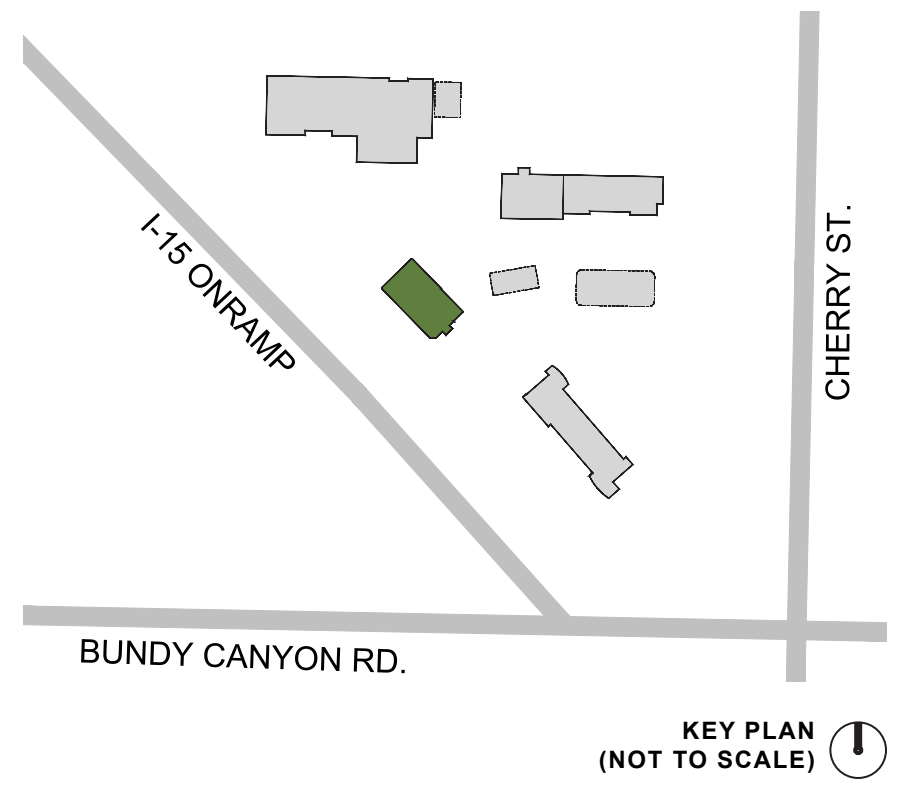 I-15 ONRAMP
CHERRY ST.
BUNDY CANYON RD.
KEY PLAN
(NOT TO SCALE)